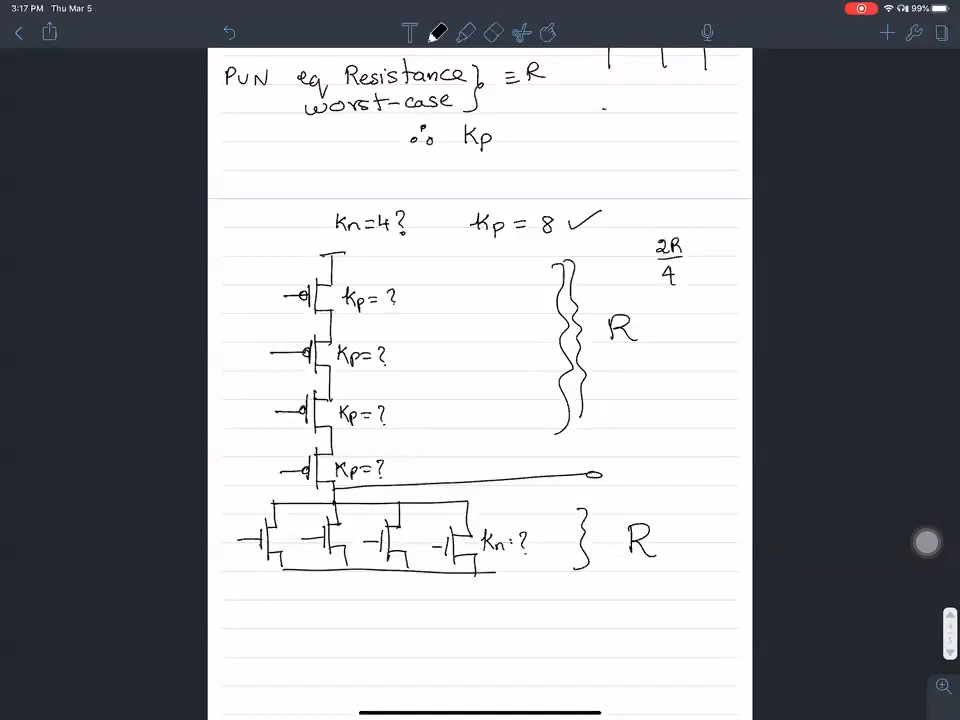 3:17 PM Thu Mar 5
99%
PUN eq Resistance } ≡ R
worst-case
∴ Kp
Kn=4? Kp = 8 ✓
2R
4
Kp= ?
R
Kp= ?
Kp= ?
Kp= ?
Kn=?
R